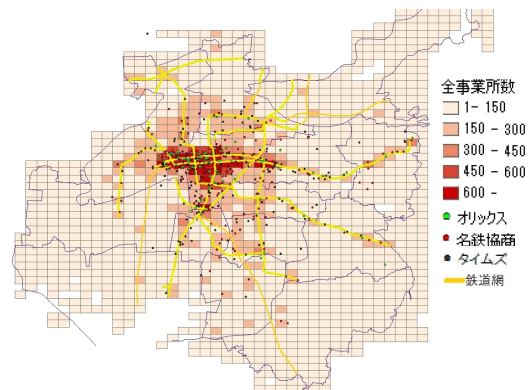 全事業所数
1- 150
150 - 300
300 - 450
450 - 600
600 -
オリックス
名鉄協商
タイムズ
鉄道網